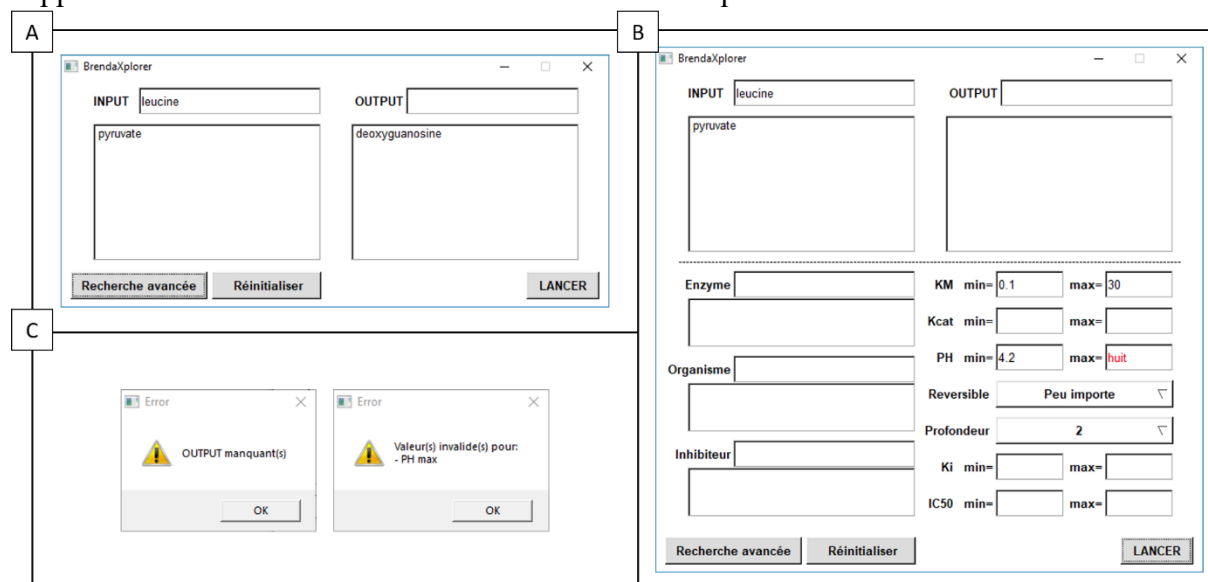 A
BrendaXplorer
INPUT leucine OUTPUT
pyruvate deoxyguanosine
Recherche avancée Réinitialiser LANCER
B
BrendaXplorer
INPUT leucine OUTPUT
pyruvate
Enzyme KM min= 0.1 max= 30
Kcat min= max=
PH min= 4.2 max= huit
Organisme
Reversible Peu importe
Profondeur 2
Inhibiteur
Ki min= max=
IC50 min= max=
Recherche avancée Réinitialiser LANCER
C
Error
OUTPUT manquant(s)
OK
Error
Valeur(s) invalide(s) pour:
- PH max
OK